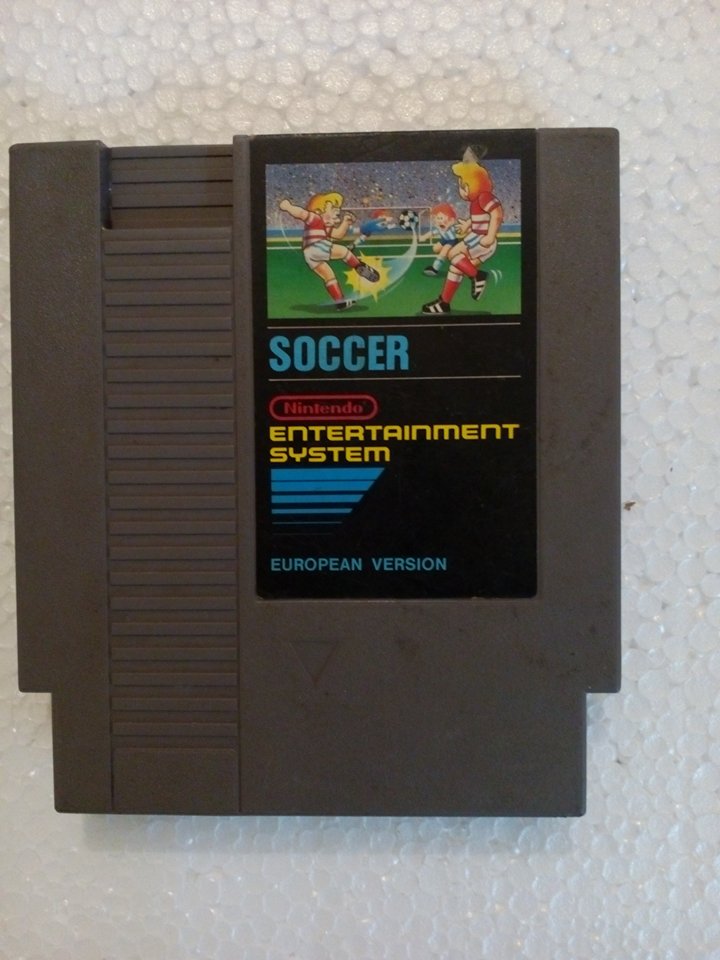 SOCCER
Nintendo
ENTERTAINMENT
SYSTEM
EUROPEAN VERSION